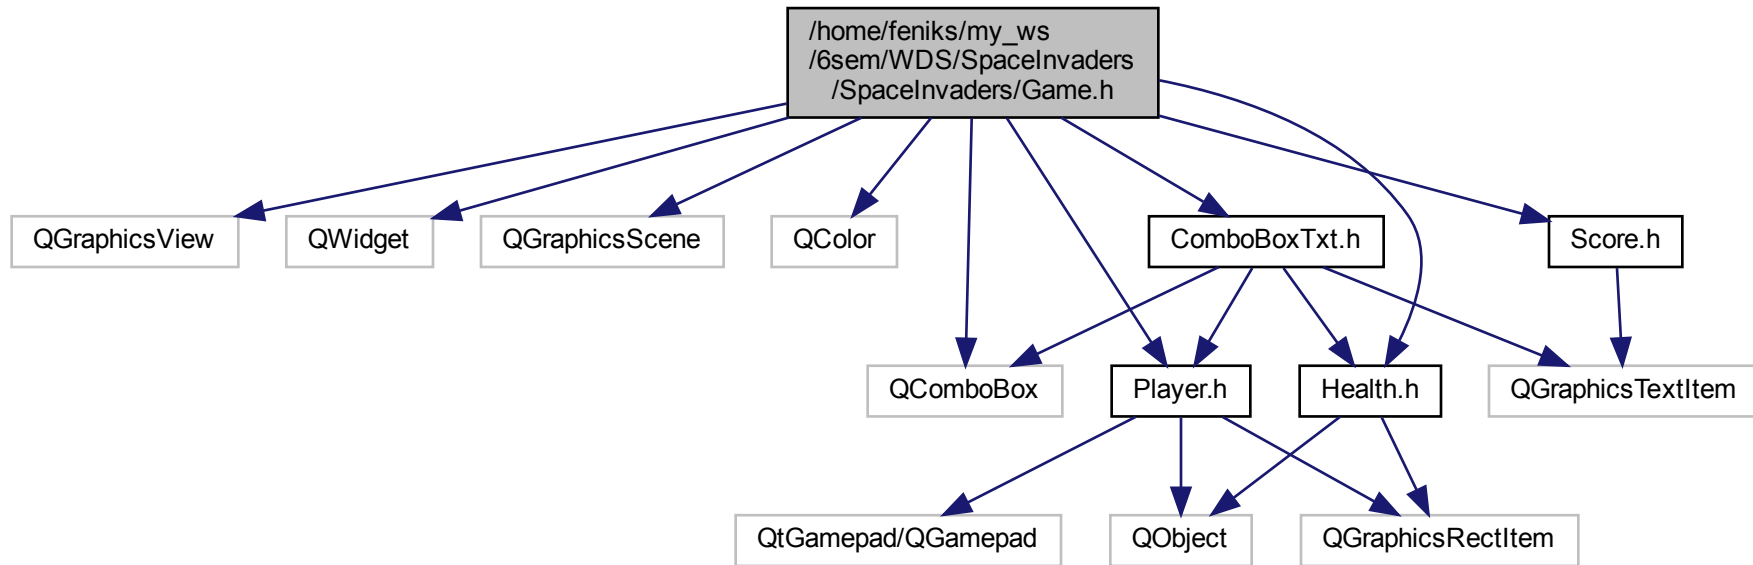 /home/feniks/my_ws
/6sem/WDS/SpaceInvaders
/SpaceInvaders/Game.h
QGraphicsView
QWidget
QGraphicsScene
QColor
ComboBoxTxt.h
Score.h
QComboBox
Player.h
Health.h
QGraphicsTextItem
QtGamepad/QGamepad
QObject
QGraphicsRectItem